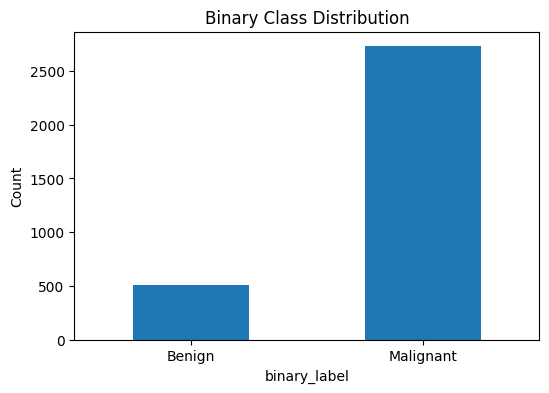 Binary Class Distribution
2500
2000
1500
1000
500
0
Count
Benign
Malignant
binary_label